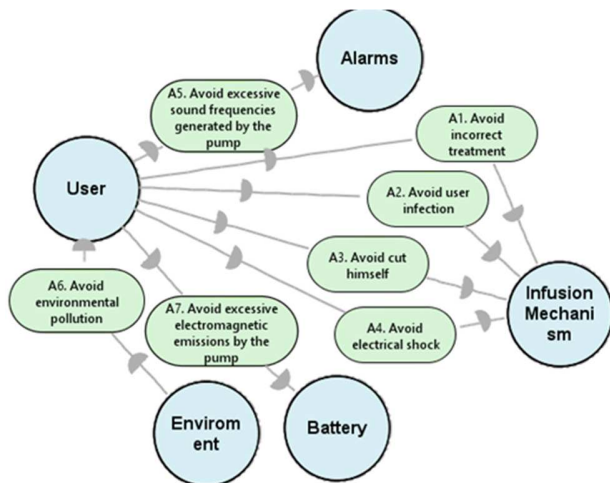 Alarms
A5. Avoid excessive
sound frequencies
generated by the
pump
A1. Avoid
incorrect
treatment
User
A2. Avoid user
infection
A3. Avoid cut
himself
A6. Avoid
environmental
pollution
A7. Avoid excessive
electromagnetic
emissions by the
pump
A4. Avoid
electrical shock
Infusion
Mechani
sm
Envirom
ent
Battery